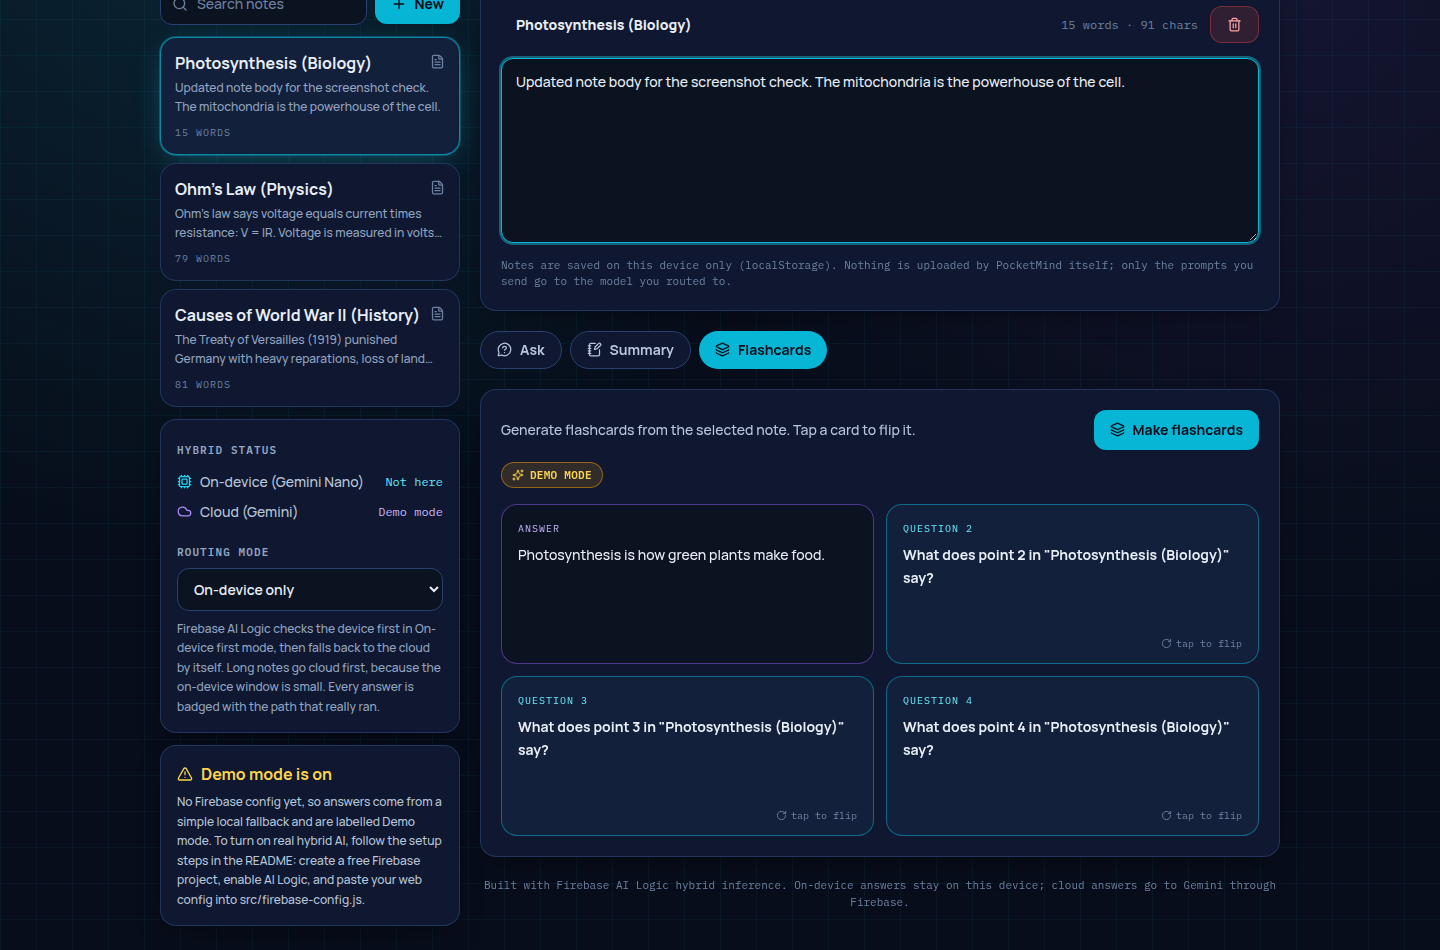 Search notes
New
Photosynthesis (Biology)
Updated note body for the screenshot check.
The mitochondria is the powerhouse of the cell.
15 WORDS
Ohm's Law (Physics)
Ohm's law says voltage equals current times
resistance: V = IR. Voltage is measured in volts...
79 WORDS
Causes of World War II (History)
The Treaty of Versailles (1919) punished
Germany with heavy reparations, loss of land...
81 WORDS
HYBRID STATUS
On-device (Gemini Nano) Not here
Cloud (Gemini) Demo mode
ROUTING MODE
On-device only
Firebase AI Logic checks the device first in On-
device first mode, then falls back to the cloud
by itself. Long notes go cloud first, because the
on-device window is small. Every answer is
badged with the path that really ran.
Demo mode is on
No Firebase config yet, so answers come from a
simple local fallback and are labelled Demo
mode. To turn on real hybrid AI, follow the setup
steps in the README: create a free Firebase
project, enable AI Logic, and paste your web
config into src/firebase-config.js.
Photosynthesis (Biology) 15 words · 91 chars
Updated note body for the screenshot check. The mitochondria is the powerhouse of the cell.
Notes are saved on this device only (localStorage). Nothing is uploaded by PocketMind itself; only the prompts you
send go to the model you routed to.
Ask Summary Flashcards
Generate flashcards from the selected note. Tap a card to flip it. Make flashcards
DEMO MODE
ANSWER
Photosynthesis is how green plants make food.
QUESTION 2
What does point 2 in "Photosynthesis (Biology)"
say?
tap to flip
QUESTION 3
What does point 3 in "Photosynthesis (Biology)"
say?
tap to flip
QUESTION 4
What does point 4 in "Photosynthesis (Biology)"
say?
tap to flip
Built with Firebase AI Logic hybrid inference. On-device answers stay on this device; cloud answers go to Gemini through
Firebase.